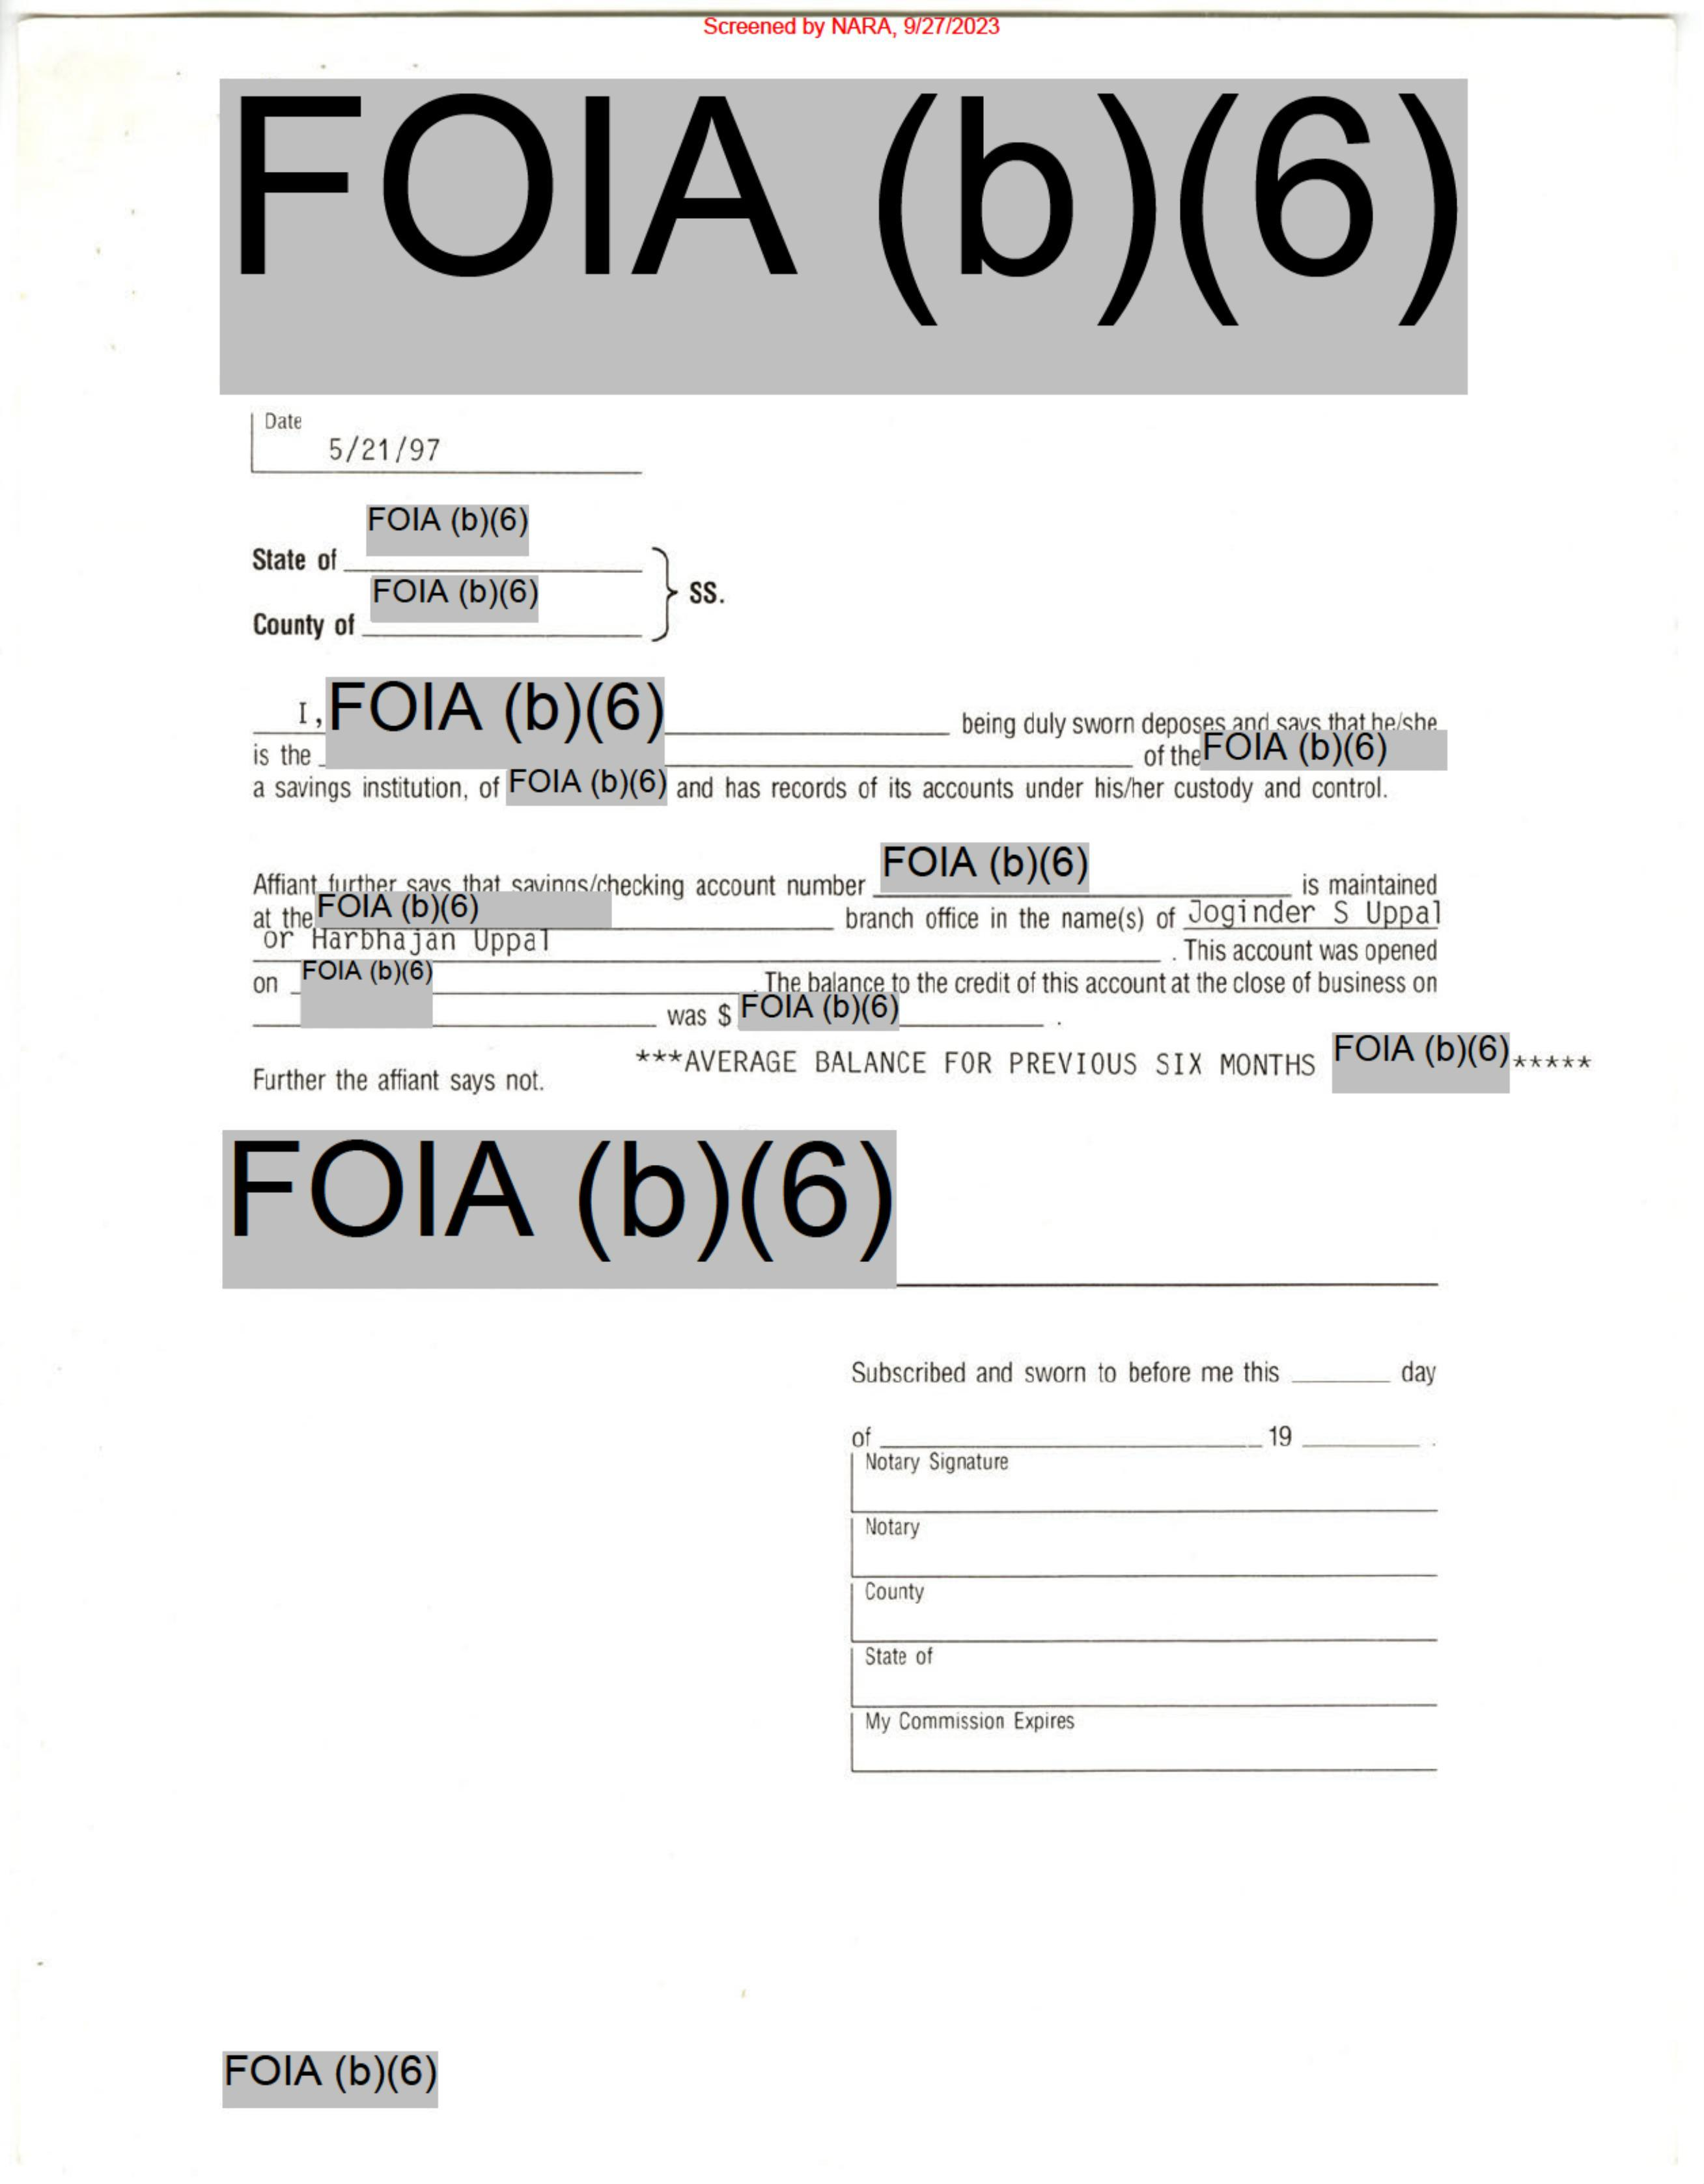 Screened by NARA, 9/27/2023
FOIA (b)(6)
Date
5/21/97
FOIA (b)(6)
State of
FOIA (b)(6)
SS.
County of
I, FOIA (b)(6) being duly sworn deposes and says that he/she
is the of the FOIA (b)(6)
a savings institution, of FOIA (b)(6) and has records of its accounts under his/her custody and control.
Affiant further says that savings/checking account number FOIA (b)(6) is maintained
at the FOIA (b)(6) branch office in the name(s) of Joginder S Uppal
or Harbhajan Uppal . This account was opened
on FOIA (b)(6) . The balance to the credit of this account at the close of business on
was $ FOIA (b)(6) .
***AVERAGE BALANCE FOR PREVIOUS SIX MONTHS FOIA (b)(6) *****
Further the affiant says not.
FOIA (b)(6)
Subscribed and sworn to before me this day
of 19 .
Notary Signature
Notary
County
State of
My Commission Expires
FOIA (b)(6)